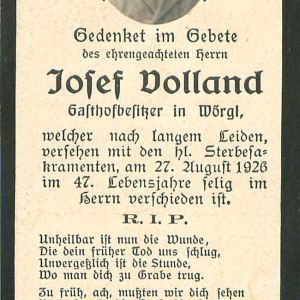 Gedenket im Gebete
des ehrengeachteten Herrn
Josef Volland
Gasthofbesitzer in Wörgl,
welcher nach langem Leiden,
versehen mit den hl. Sterbesa-
kramenten, am 27. August 1926
im 47. Lebensjahre selig im
Herrn verschieden ist.
R. I. P.
Unheilbar ist nun die Wunde,
Die dein früher Tod uns schlug,
Unvergeßlich ist die Stunde,
Wo man dich zu Grabe trug.
Zu früh, ach, mußten wir dich sehen